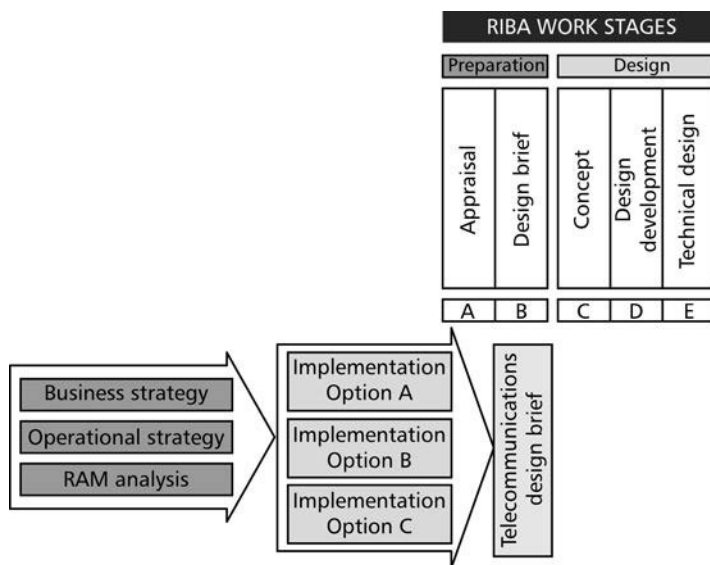 RIBA WORK STAGES
Preparation
Design
Appraisal
Design brief
Concept
Design
development
Technical design
A
B
C
D
E
Business strategy
Operational strategy
RAM analysis
Implementation
Option A
Implementation
Option B
Implementation
Option C
Telecommunications
design brief